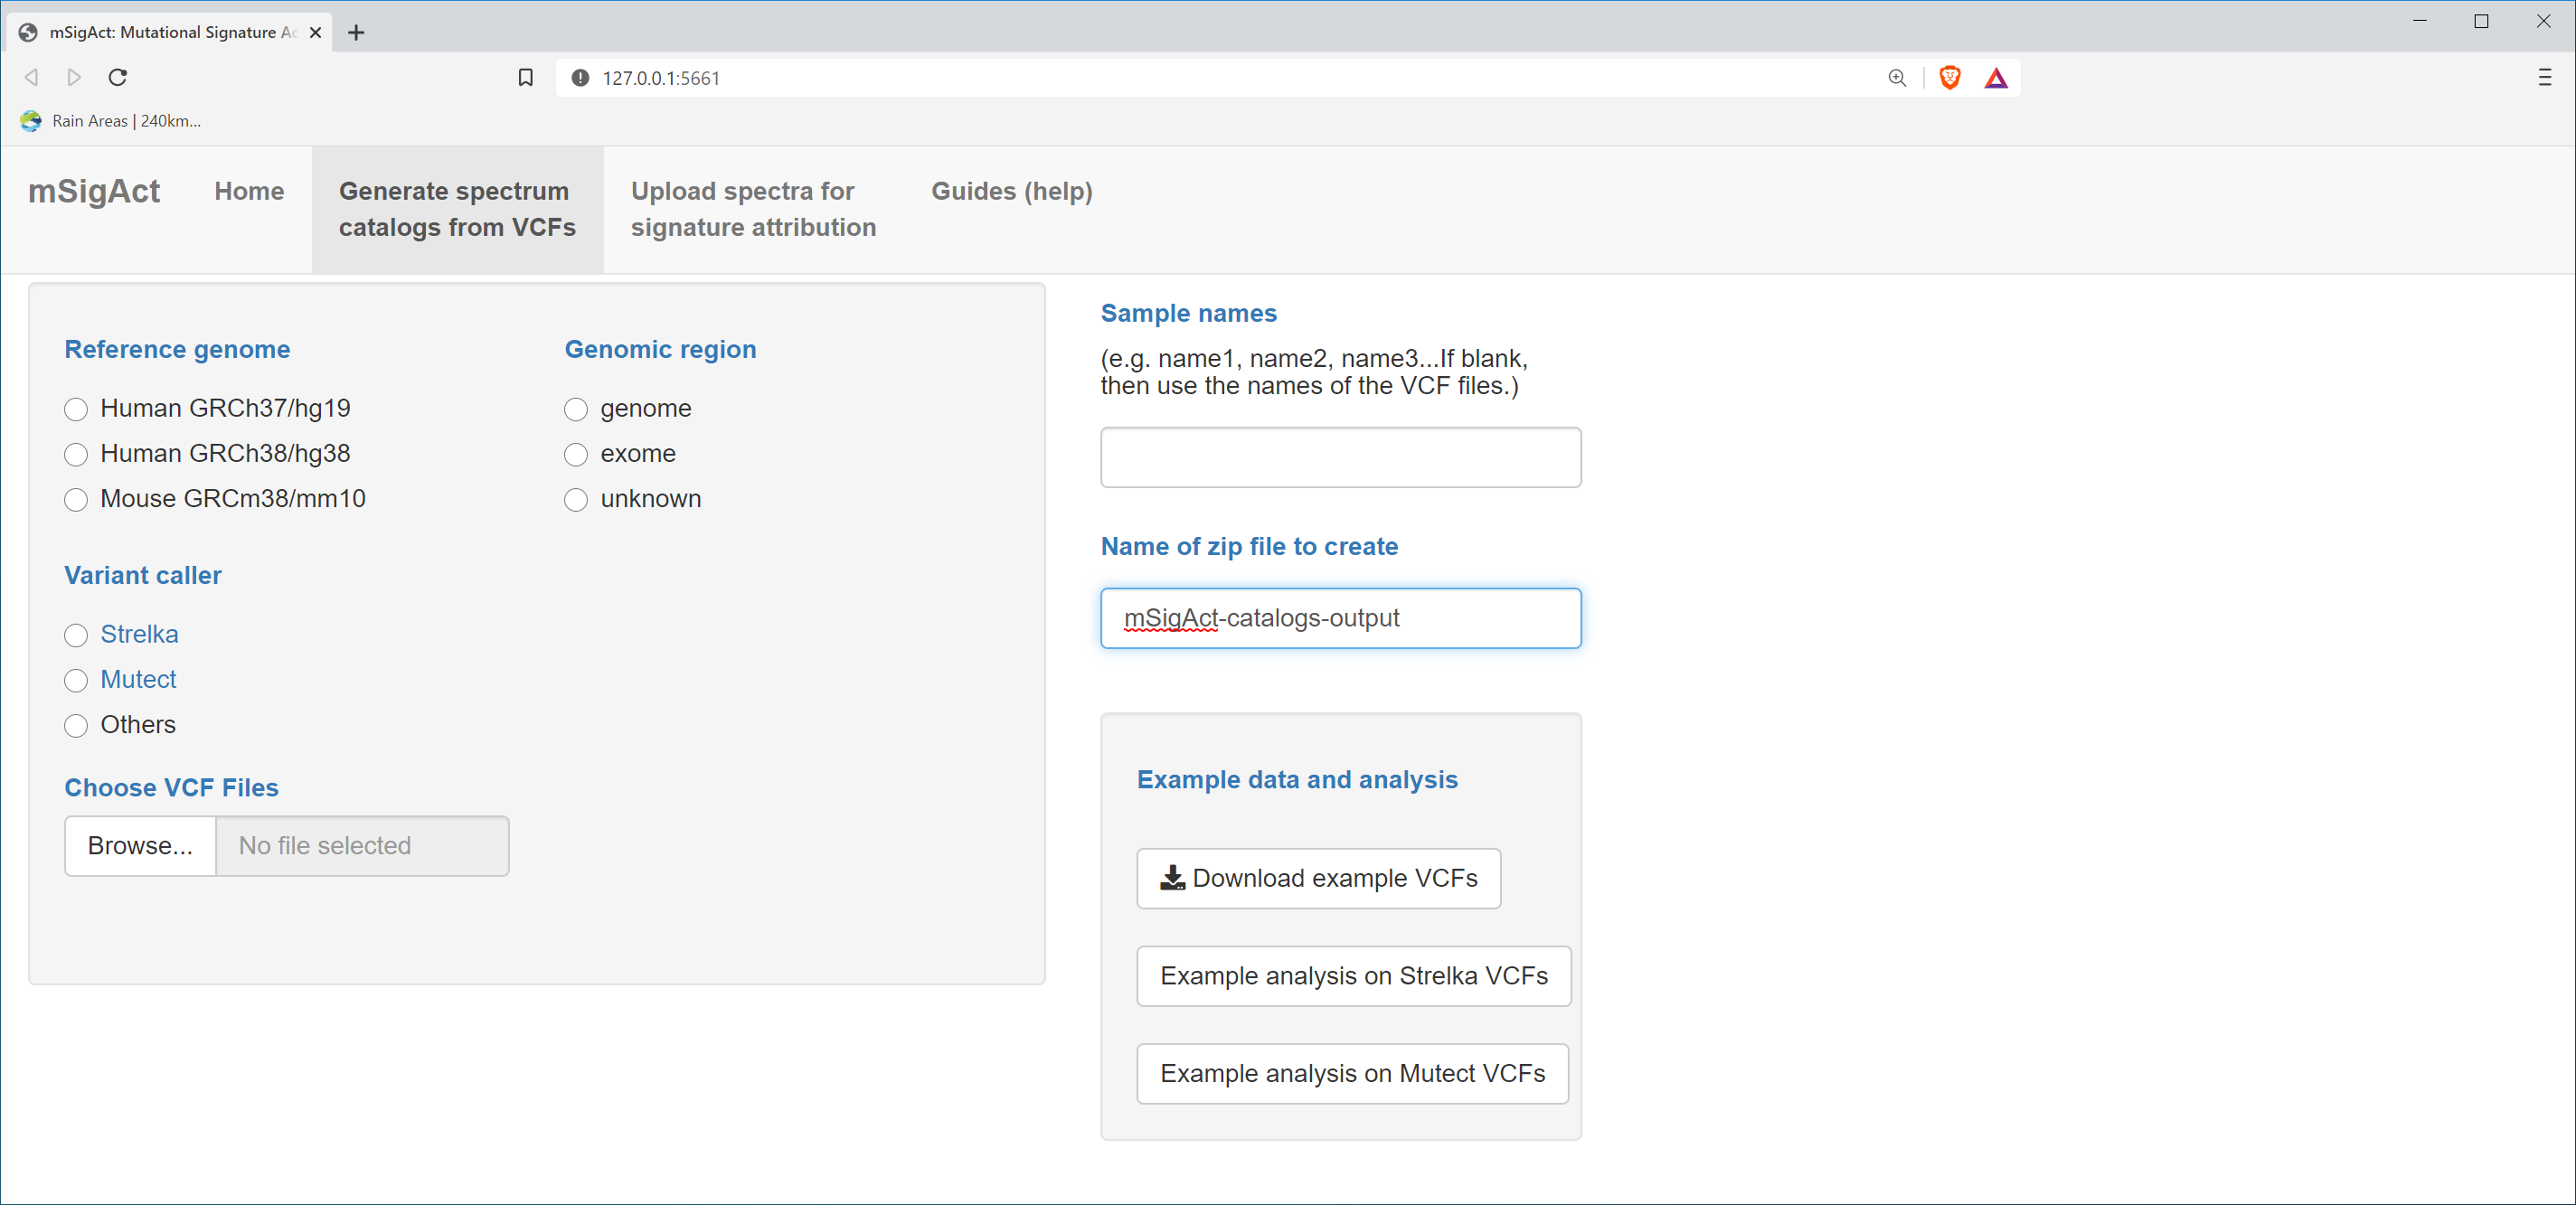 mSigAct: Mutational Signature Ac
127.0.0.1:5661
Rain Areas | 240km...
mSigAct
Home
Generate spectrum
catalogs from VCFs
Upload spectra for
signature attribution
Guides (help)
Reference genome
Human GRCh37/hg19
Human GRCh38/hg38
Mouse GRCm38/mm10
Genomic region
genome
exome
unknown
Variant caller
Strelka
Mutect
Others
Choose VCF Files
Browse...
No file selected
Sample names
(e.g. name1, name2, name3...If blank,
then use the names of the VCF files.)
Name of zip file to create
mSigAct-catalogs-output
Example data and analysis
Download example VCFs
Example analysis on Strelka VCFs
Example analysis on Mutect VCFs